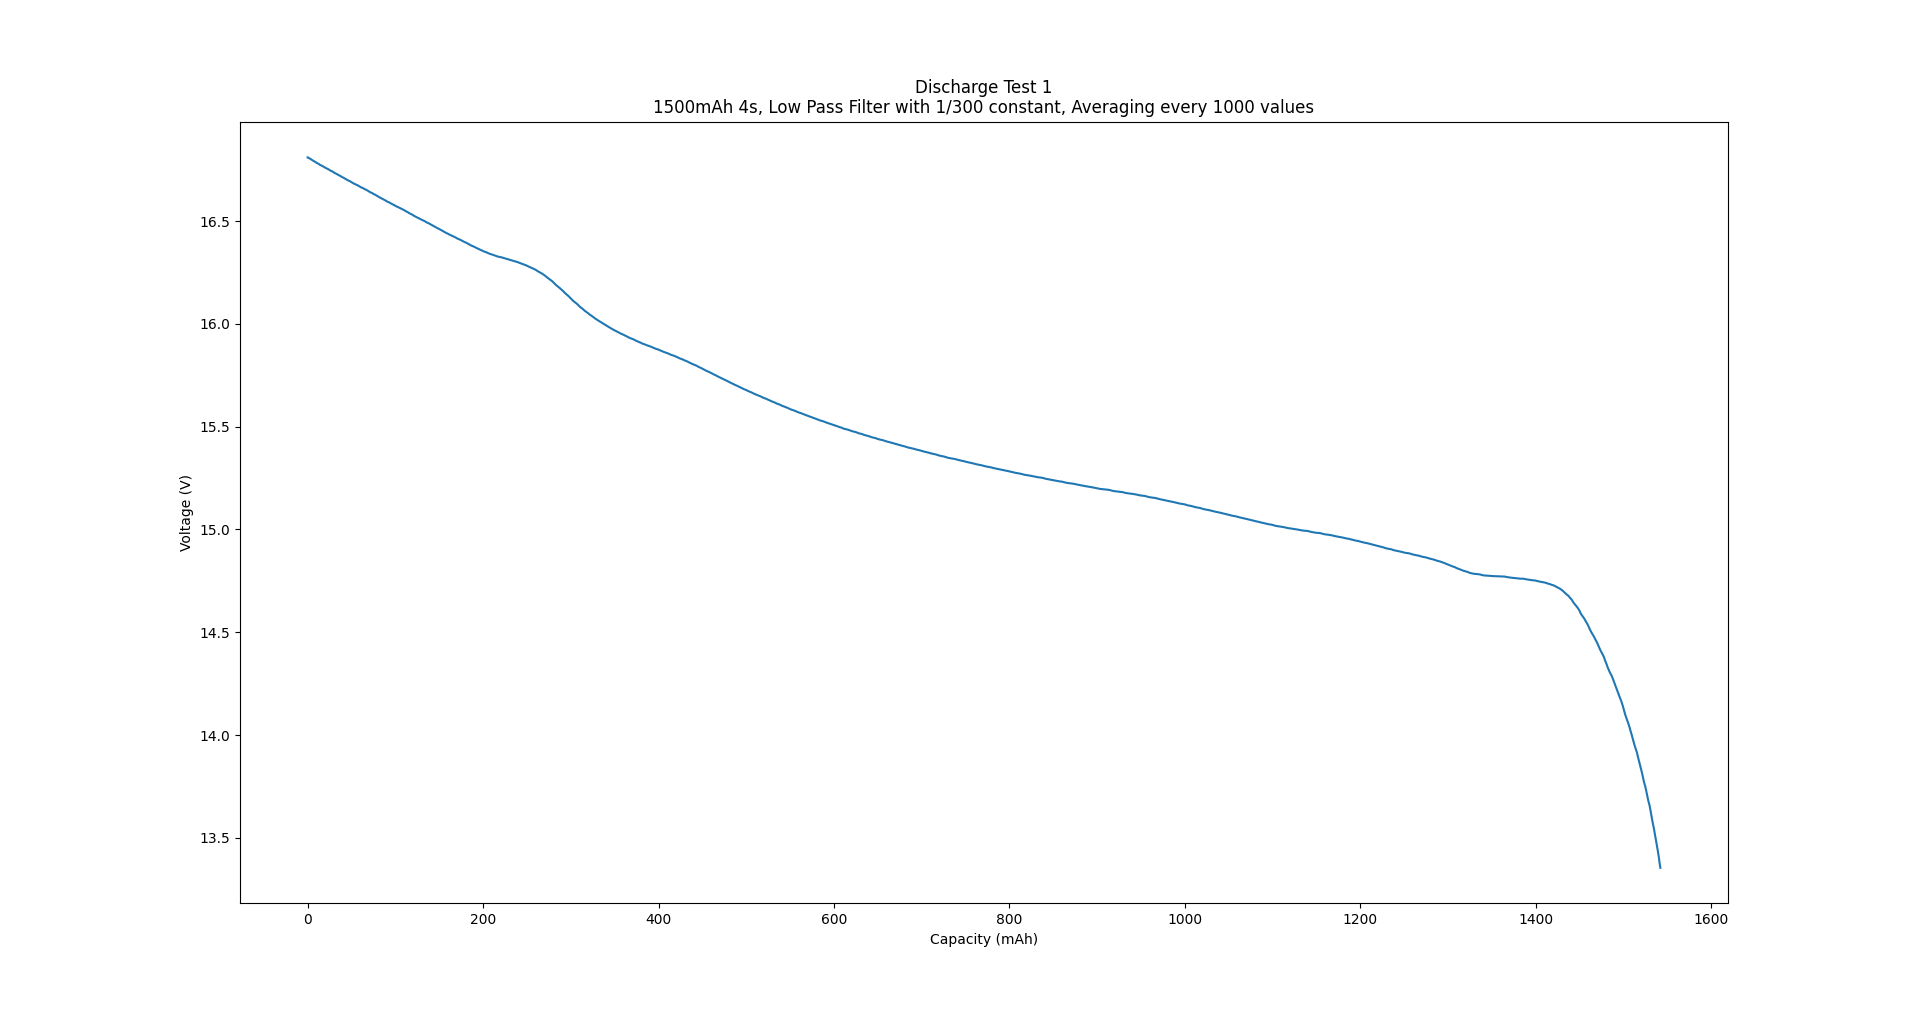 Discharge Test 1
1500mAh 4s, Low Pass Filter with 1/300 constant, Averaging every 1000 values
Voltage (V)
16.5
16.0
15.5
15.0
14.5
14.0
13.5
0 200 400 600 800 1000 1200 1400 1600
Capacity (mAh)